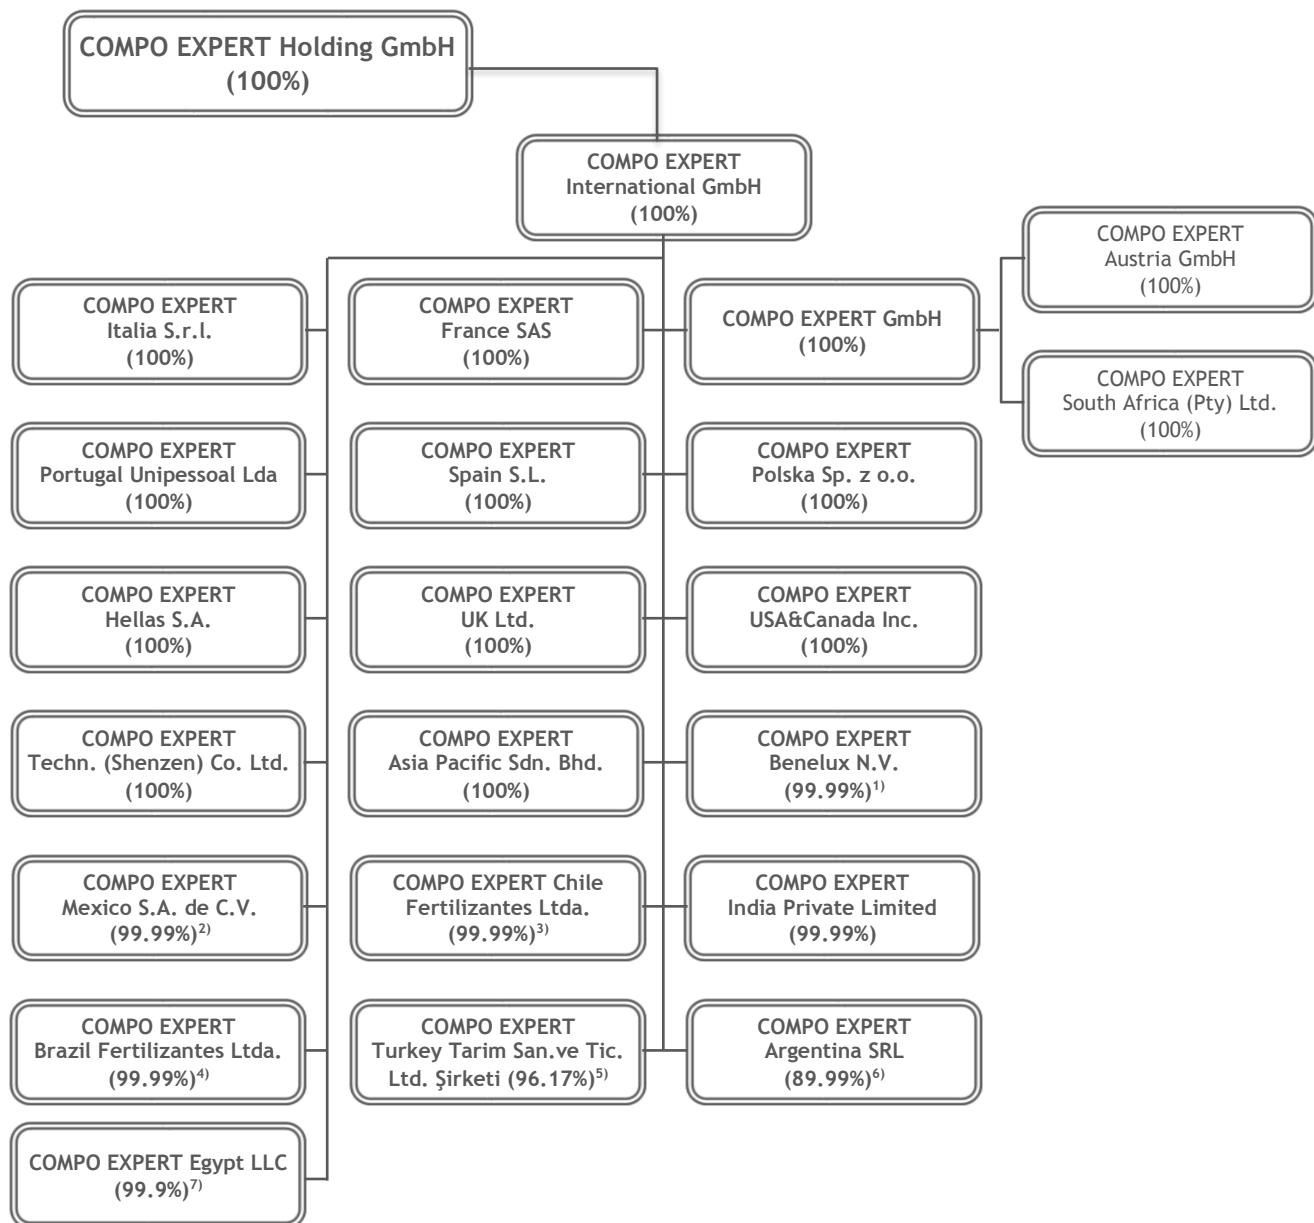 COMPO EXPERT Holding GmbH
(100%)
COMPO EXPERT
International GmbH
(100%)
COMPO EXPERT
Austria GmbH
(100%)
COMPO EXPERT
Italia S.r.l.
(100%)
COMPO EXPERT
France SAS
(100%)
COMPO EXPERT GmbH
(100%)
COMPO EXPERT
South Africa (Pty) Ltd.
(100%)
COMPO EXPERT
Portugal Unipessoal Lda
(100%)
COMPO EXPERT
Spain S.L.
(100%)
COMPO EXPERT
Polska Sp. z o.o.
(100%)
COMPO EXPERT
Hellas S.A.
(100%)
COMPO EXPERT
UK Ltd.
(100%)
COMPO EXPERT
USA&Canada Inc.
(100%)
COMPO EXPERT
Techn. (Shenzen) Co. Ltd.
(100%)
COMPO EXPERT
Asia Pacific Sdn. Bhd.
(100%)
COMPO EXPERT
Benelux N.V.
(99.99%)1)
COMPO EXPERT
Mexico S.A. de C.V.
(99.99%)2)
COMPO EXPERT Chile
Fertilizantes Ltda.
(99.99%)3)
COMPO EXPERT
India Private Limited
(99.99%)
COMPO EXPERT
Brazil Fertilizantes Ltda.
(99.99%)4)
COMPO EXPERT
Turkey Tarim San.ve Tic.
Ltd. Şirketi (96.17%)5)
COMPO EXPERT
Argentina SRL
(89.99%)6)
COMPO EXPERT Egypt LLC
(99.9%)7)